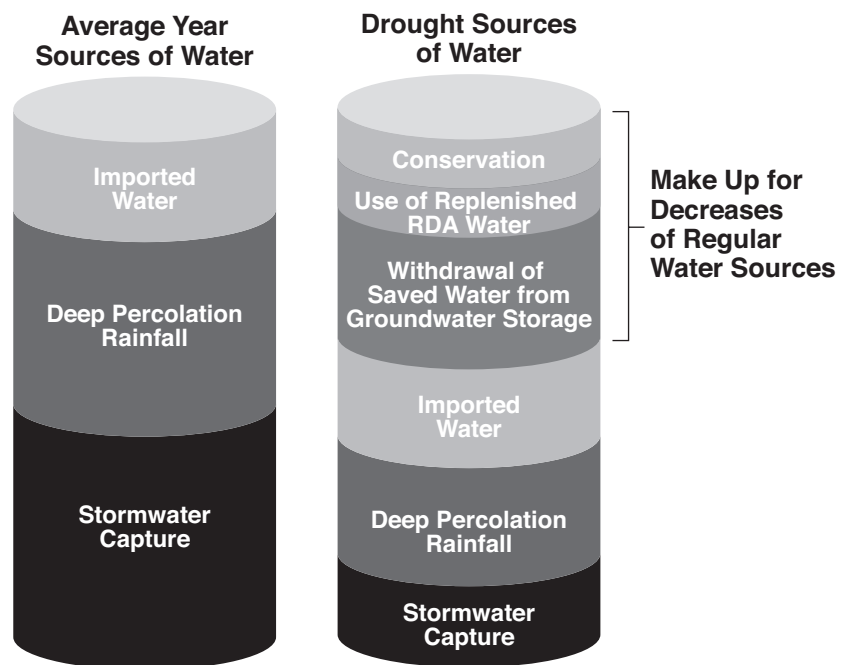 Average Year
Sources of Water
Imported
Water
Deep Percolation
Rainfall
Stormwater
Capture
Drought Sources
of Water
Conservation
Use of Replenished
RDA Water
Withdrawal of
Saved Water from
Groundwater Storage
Imported
Water
Deep Percolation
Rainfall
Stormwater
Capture
Make Up for
Decreases
of Regular
Water Sources